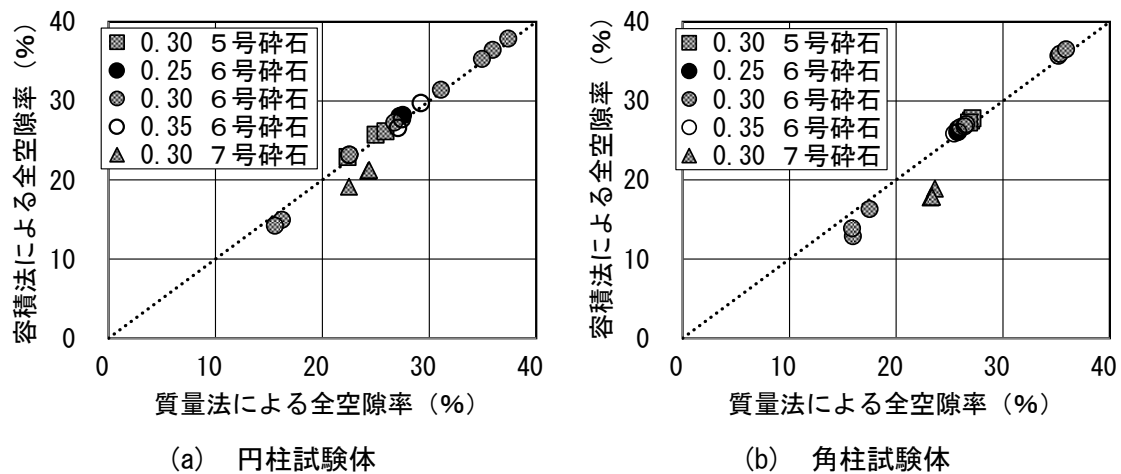 容積法による全空隙率（%）
40
30
20
10
0
0.30 ５号砕石
0.25 ６号砕石
0.30 ６号砕石
0.35 ６号砕石
0.30 ７号砕石
0 10 20 30 40
質量法による全空隙率（%）
(a) 円柱試験体
容積法による全空隙率（%）
40
30
20
10
0
0.30 ５号砕石
0.25 ６号砕石
0.30 ６号砕石
0.35 ６号砕石
0.30 ７号砕石
0 10 20 30 40
質量法による全空隙率（%）
(b) 角柱試験体